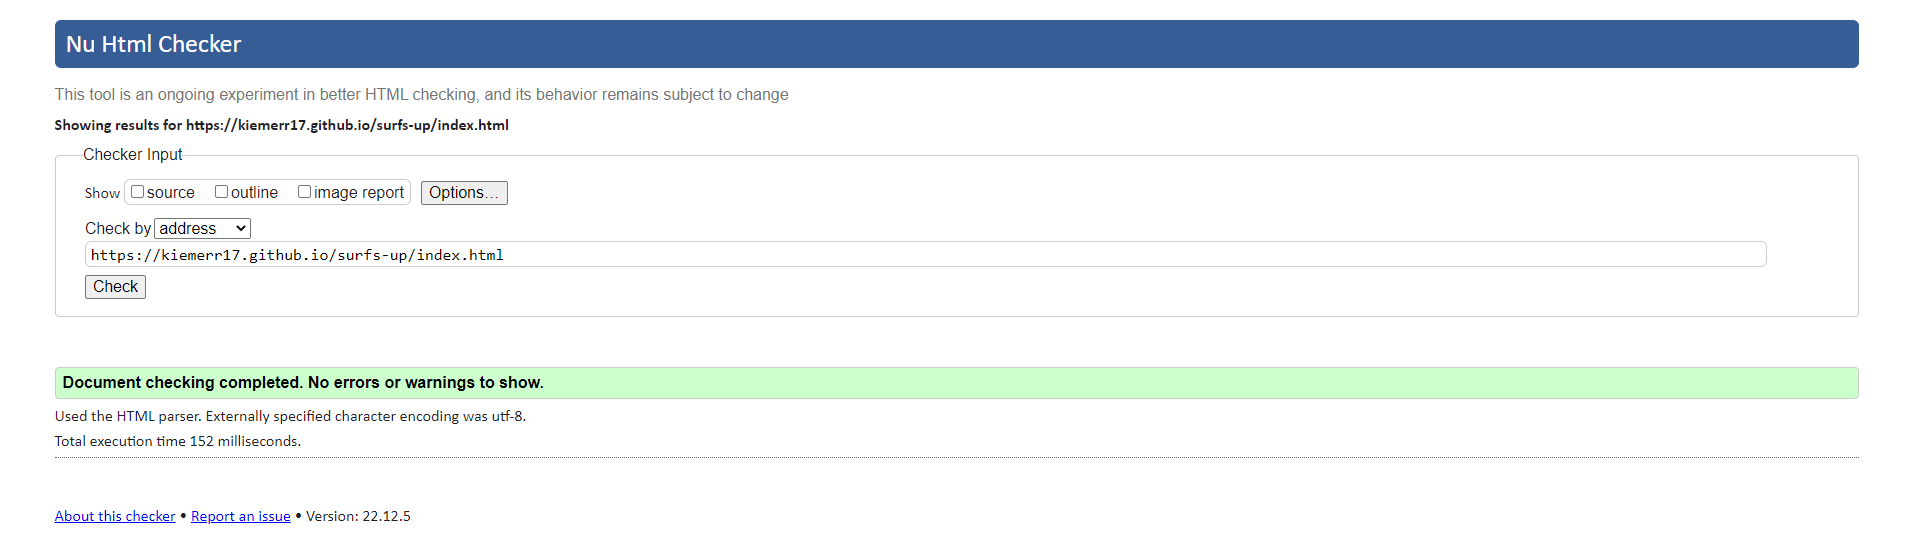 Nu Html Checker
This tool is an ongoing experiment in better HTML checking, and its behavior remains subject to change
Showing results for https://kiemerr17.github.io/surfs-up/index.html
Checker Input
Show source outline image report Options...
Check by address
https://kiemerr17.github.io/surfs-up/index.html
Check
Document checking completed. No errors or warnings to show.
Used the HTML parser. Externally specified character encoding was utf-8.
Total execution time 152 milliseconds.
About this checker • Report an issue • Version: 22.12.5